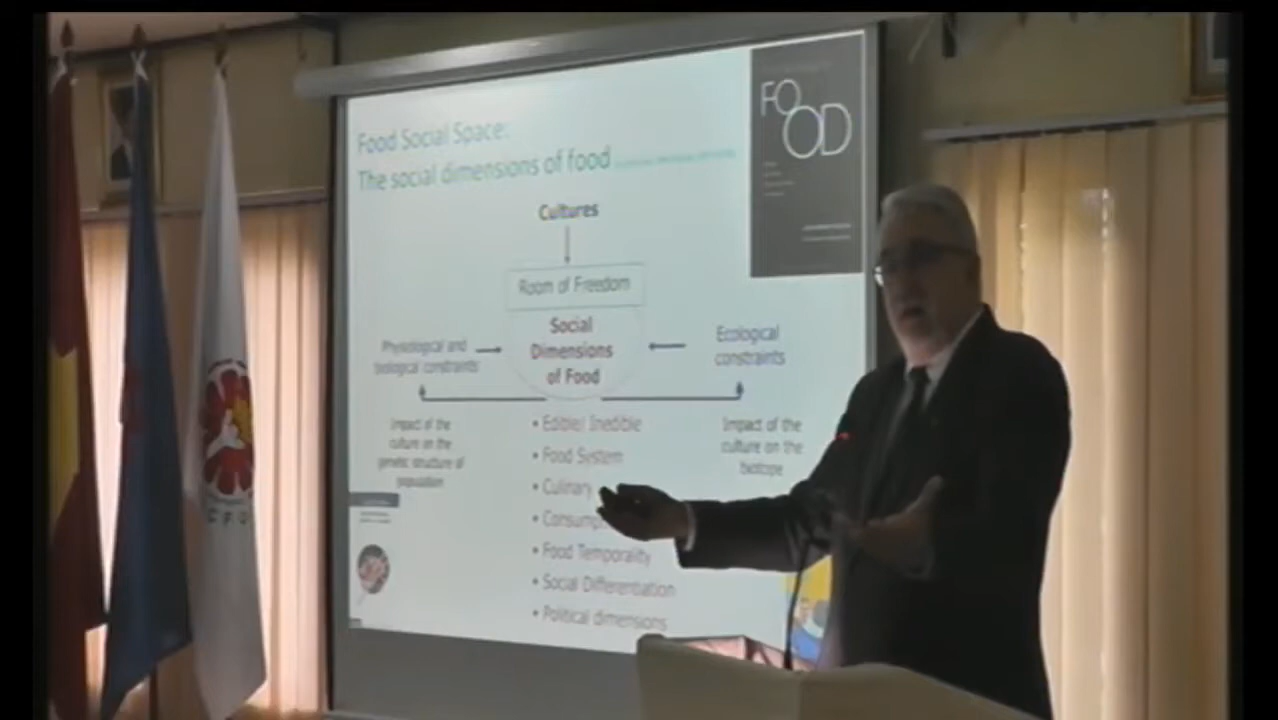 Food Social Space:
The social dimensions of food
FOOD
Cultures
Room of Freedom
Social
Dimensions
of Food
Physiological and
biological constraints
Ecological
constraints
Impact of the
culture on the
genetic structure of
population
Impact of the
culture on the
biotope
• Edible/ Inedible
• Food System
• Culinary
• Consump
• Food Temporality
• Social Differentiation
• Political dimensions